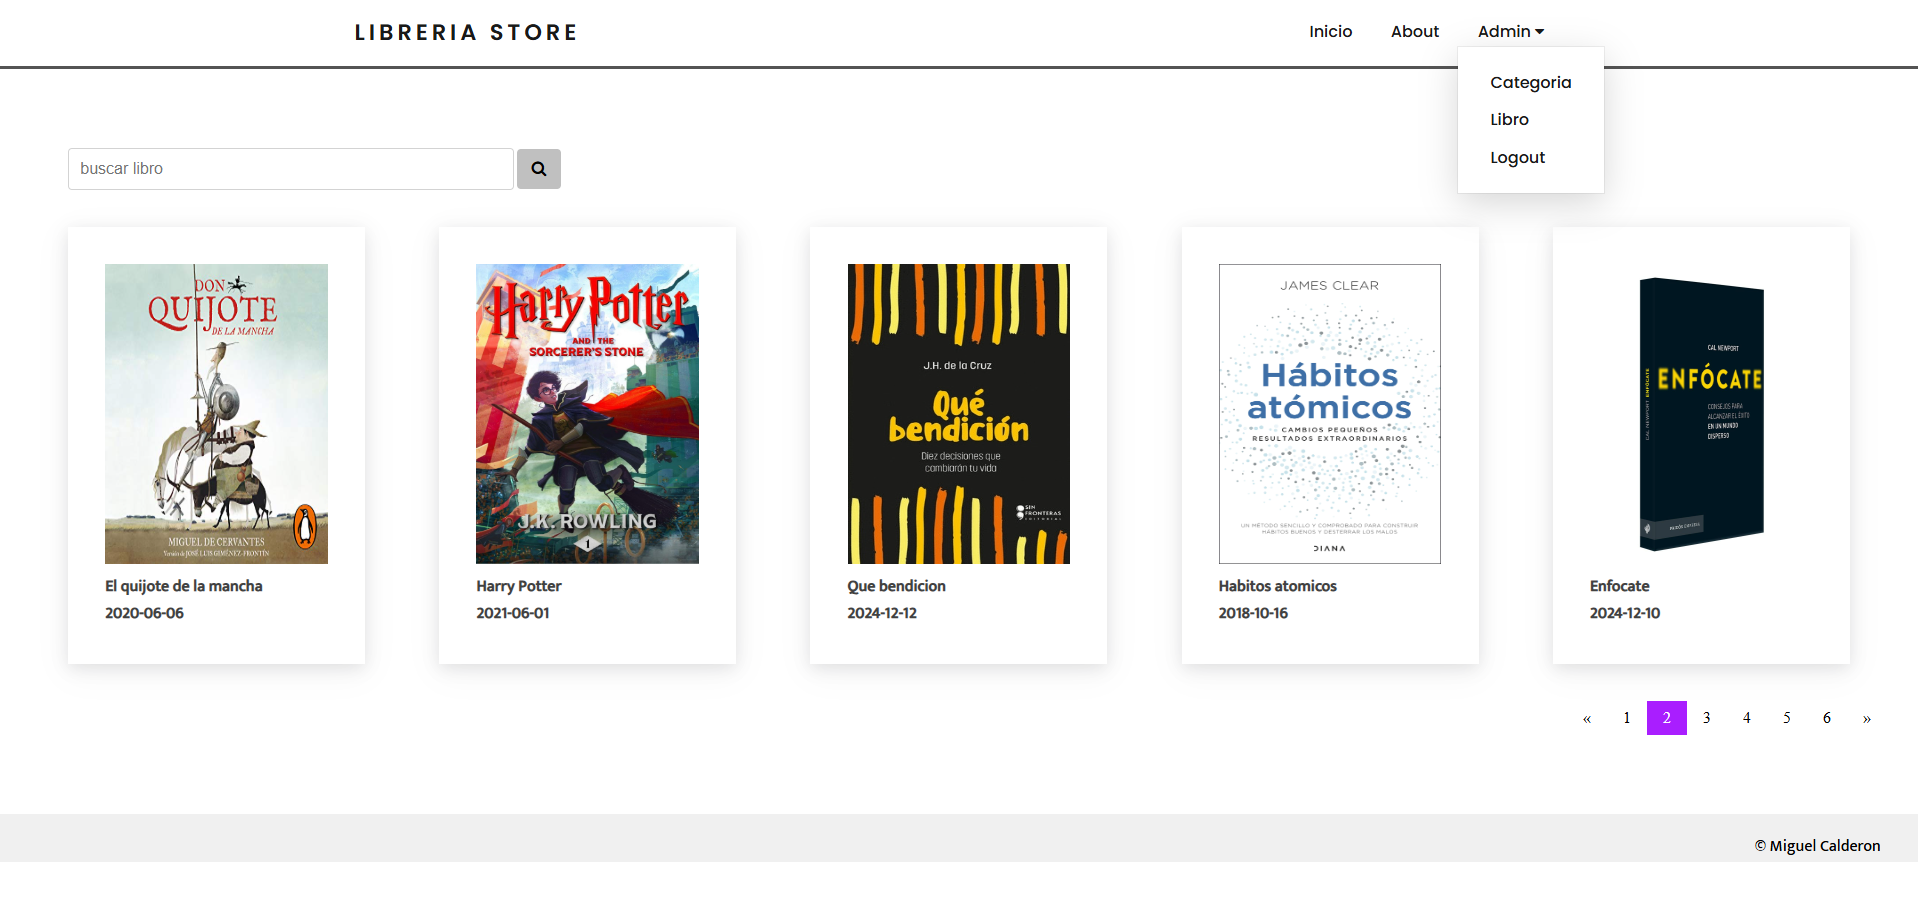 LIBRERIA STORE
Inicio
About
Admin
Categoria
Libro
Logout
buscar libro
DON
QUIJOTE
DE LA MANCHA
MIGUEL DE CERVANTES
Versión de JOSÉ LUIS GIMÉNEZ-FRONTÍN
El quijote de la mancha
2020-06-06
Harry Potter
AND THE
SORCERER'S STONE
J.K. ROWLING
1
Harry Potter
2021-06-01
J.H. de la Cruz
Qué
bendición
Diez decisiones que
cambiarán tu vida
SIN
FRONTERAS
EDITORIAL
Que bendicion
2024-12-12
JAMES CLEAR
Hábitos
atómicos
CAMBIOS PEQUEÑOS
RESULTADOS EXTRAORDINARIOS
UN MÉTODO SENCILLO Y COMPROBADO PARA CONSTRUIR
HÁBITOS BUENOS Y DESTERRAR LOS MALOS
DIANA
Habitos atomicos
2018-10-16
CAL NEWPORT ENFÓCATE
CAL NEWPORT
ENFÓCATE
CONSEJOS PARA
ALCANZAR EL ÉXITO
EN UN MUNDO
DISPERSO
Enfocate
2024-12-10
« 1 2 3 4 5 6 »
© Miguel Calderon